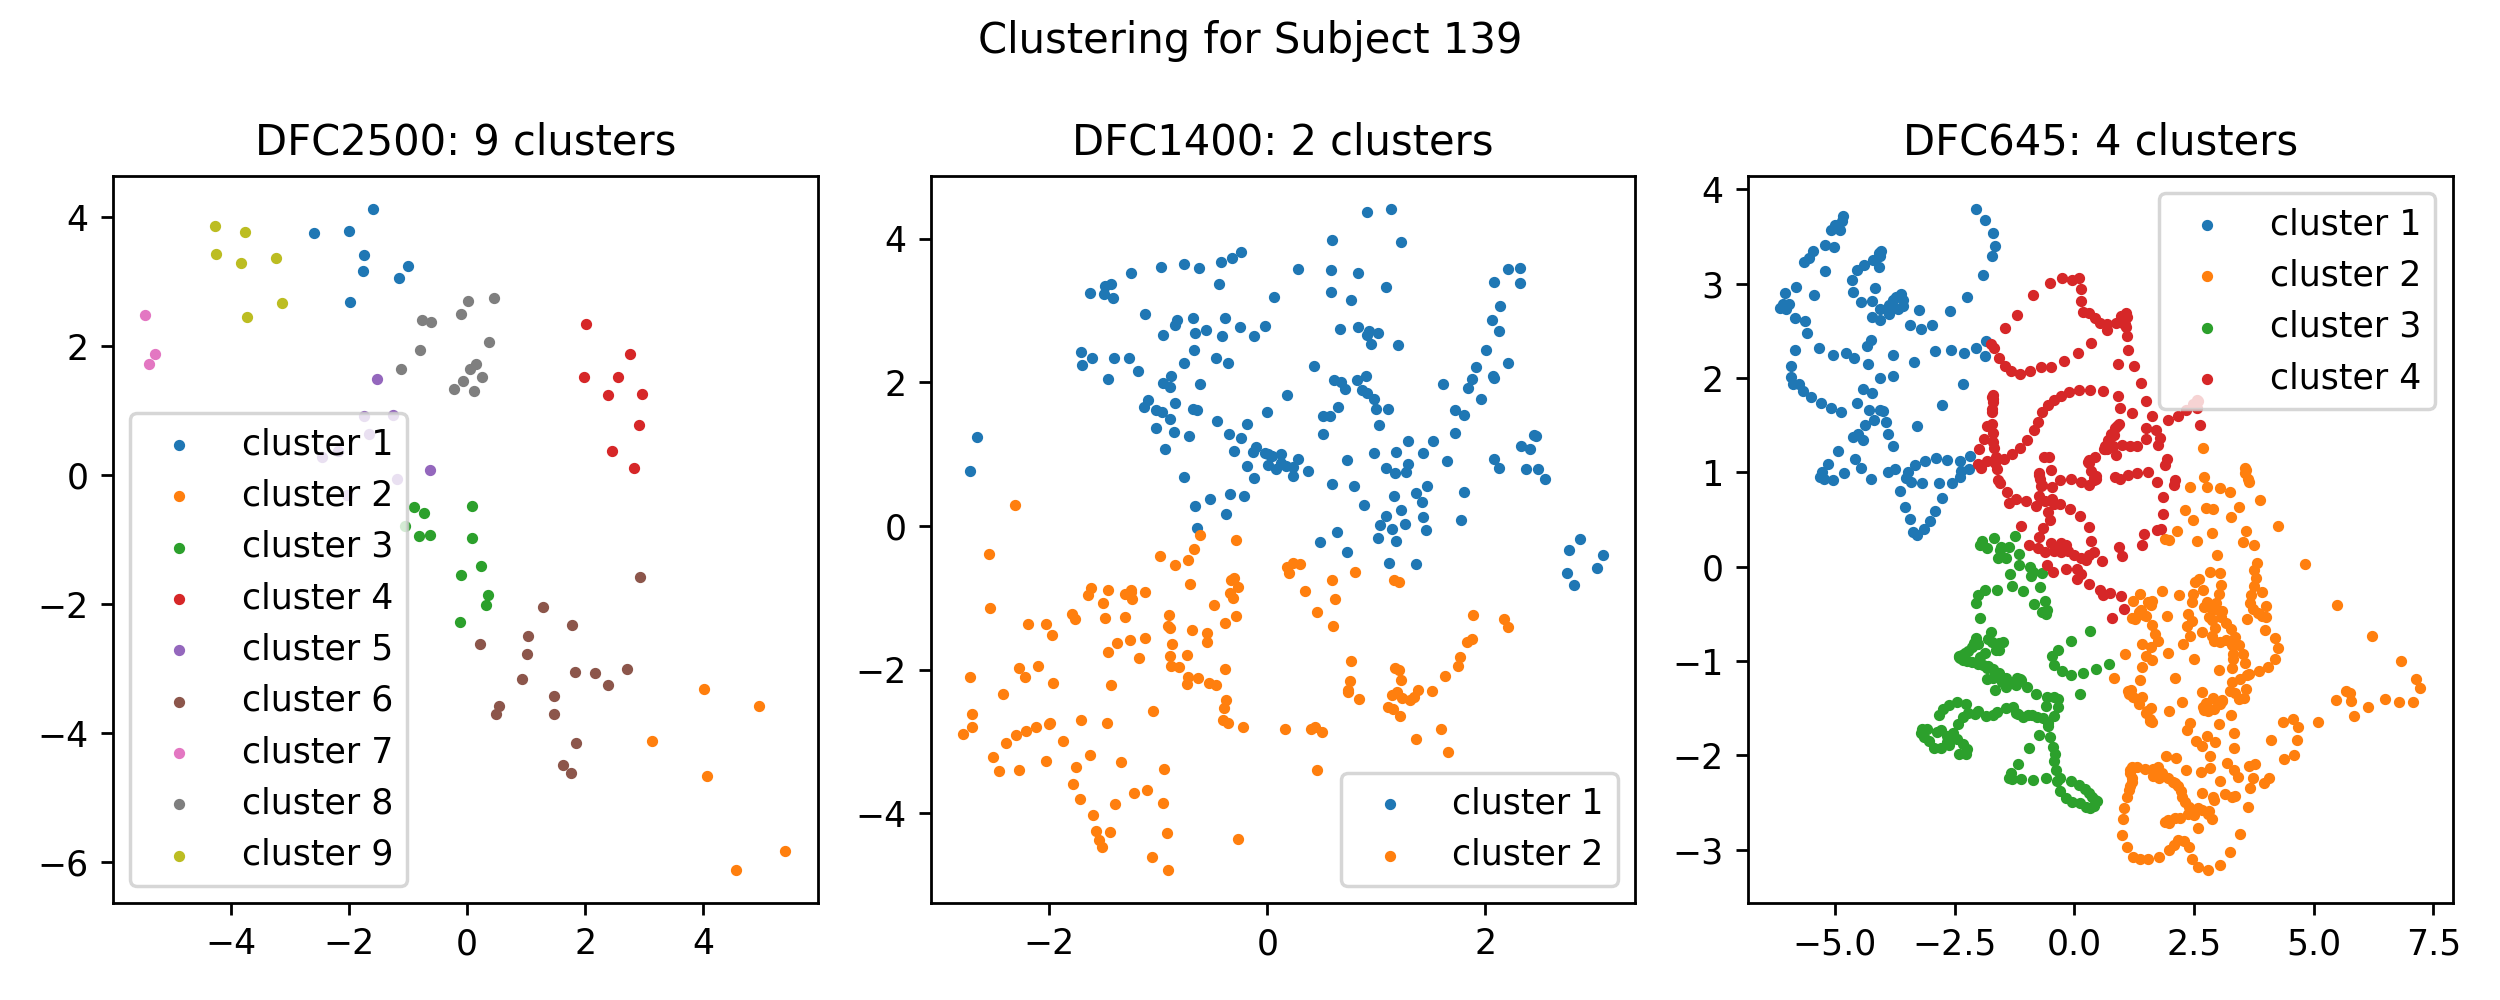 Clustering for Subject 139
DFC2500: 9 clusters
4
2
0
−2
−4
−6
−4
−2
0
2
4
cluster 1
cluster 2
cluster 3
cluster 4
cluster 5
cluster 6
cluster 7
cluster 8
cluster 9
DFC1400: 2 clusters
4
2
0
−2
−4
−2
0
2
cluster 1
cluster 2
DFC645: 4 clusters
4
3
2
1
0
−1
−2
−3
−5.0
−2.5
0.0
2.5
5.0
7.5
cluster 1
cluster 2
cluster 3
cluster 4